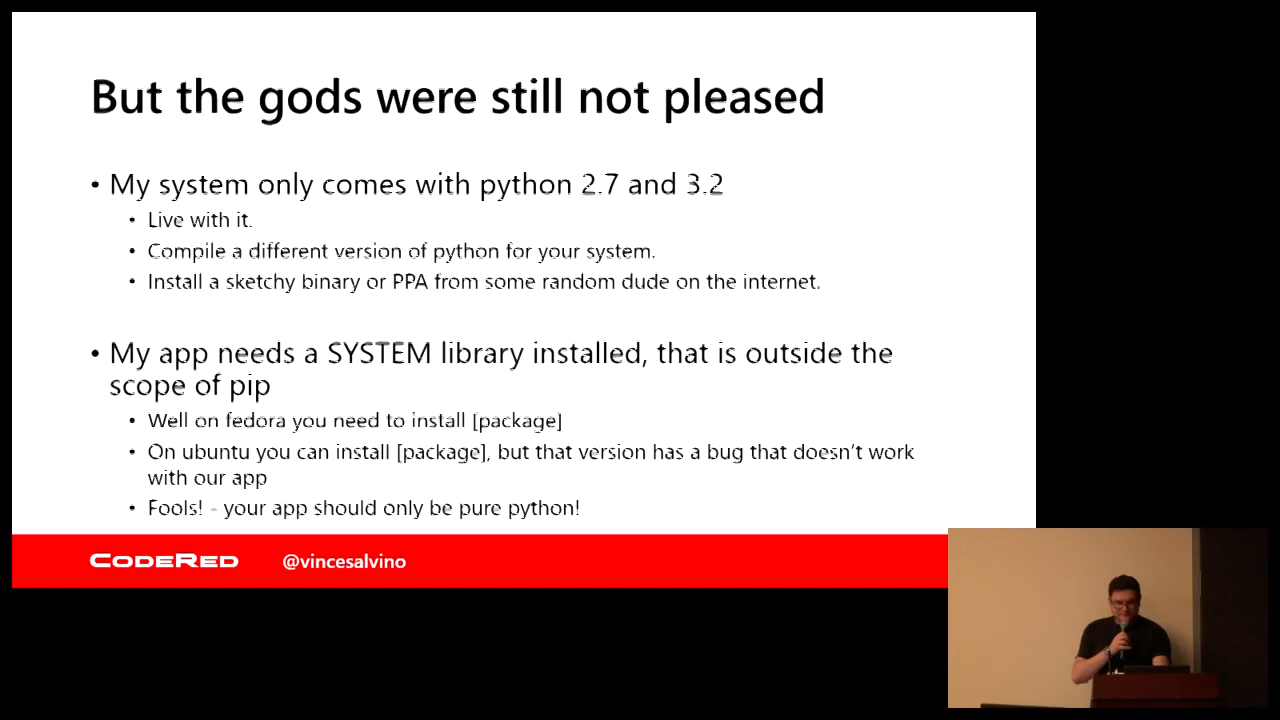 But the gods were still not pleased
• My system only comes with python 2.7 and 3.2
• Live with it.
• Compile a different version of python for your system.
• Install a sketchy binary or PPA from some random dude on the internet.
• My app needs a SYSTEM library installed, that is outside the
scope of pip
• Well on fedora you need to install [package]
• On ubuntu you can install [package], but that version has a bug that doesn’t work
with our app
• Fools! - your app should only be pure python!
CODERED @vincesalvino